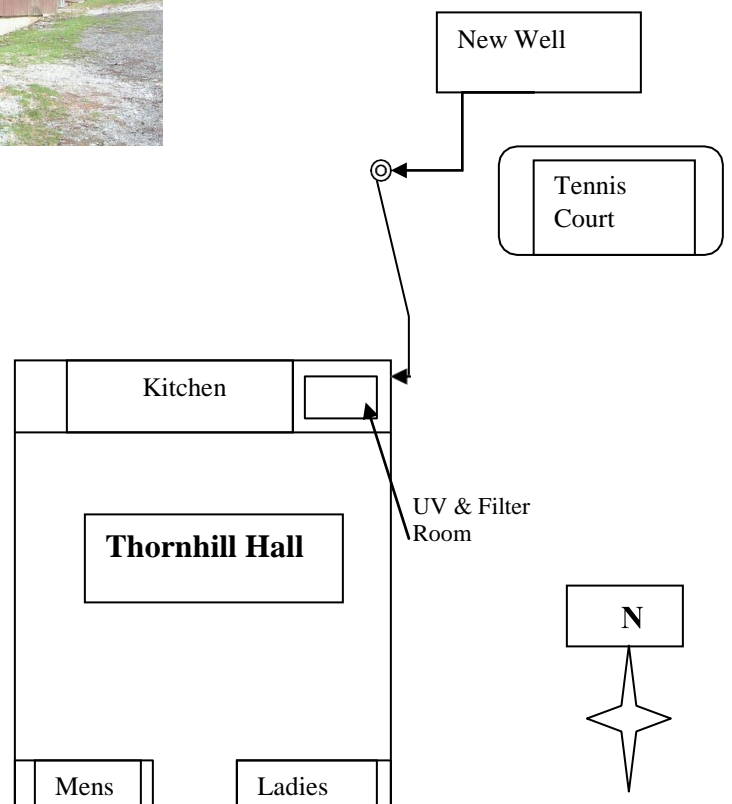 New Well
Tennis
Court
Kitchen
UV & Filter
Room
Thornhill Hall
N
Mens
Ladies